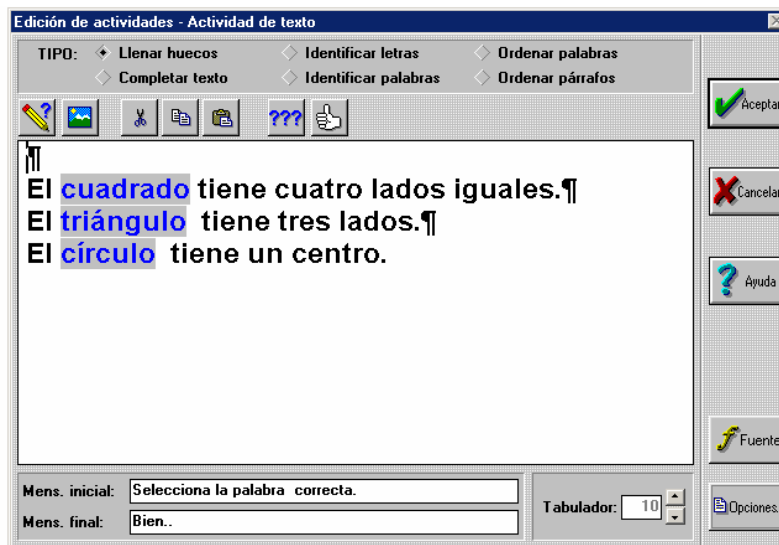 Edición de actividades - Actividad de texto
TIPO: Llenar huecos Identificar letras Ordenar palabras
Completar texto Identificar palabras Ordenar párrafos
???
¶
El cuadrado tiene cuatro lados iguales.¶
El triángulo tiene tres lados.¶
El círculo tiene un centro.
Aceptar
Cancelar
Ayuda
Fuente
Opciones
Mens. inicial: Selecciona la palabra correcta.
Mens. final: Bien..
Tabulador: 10